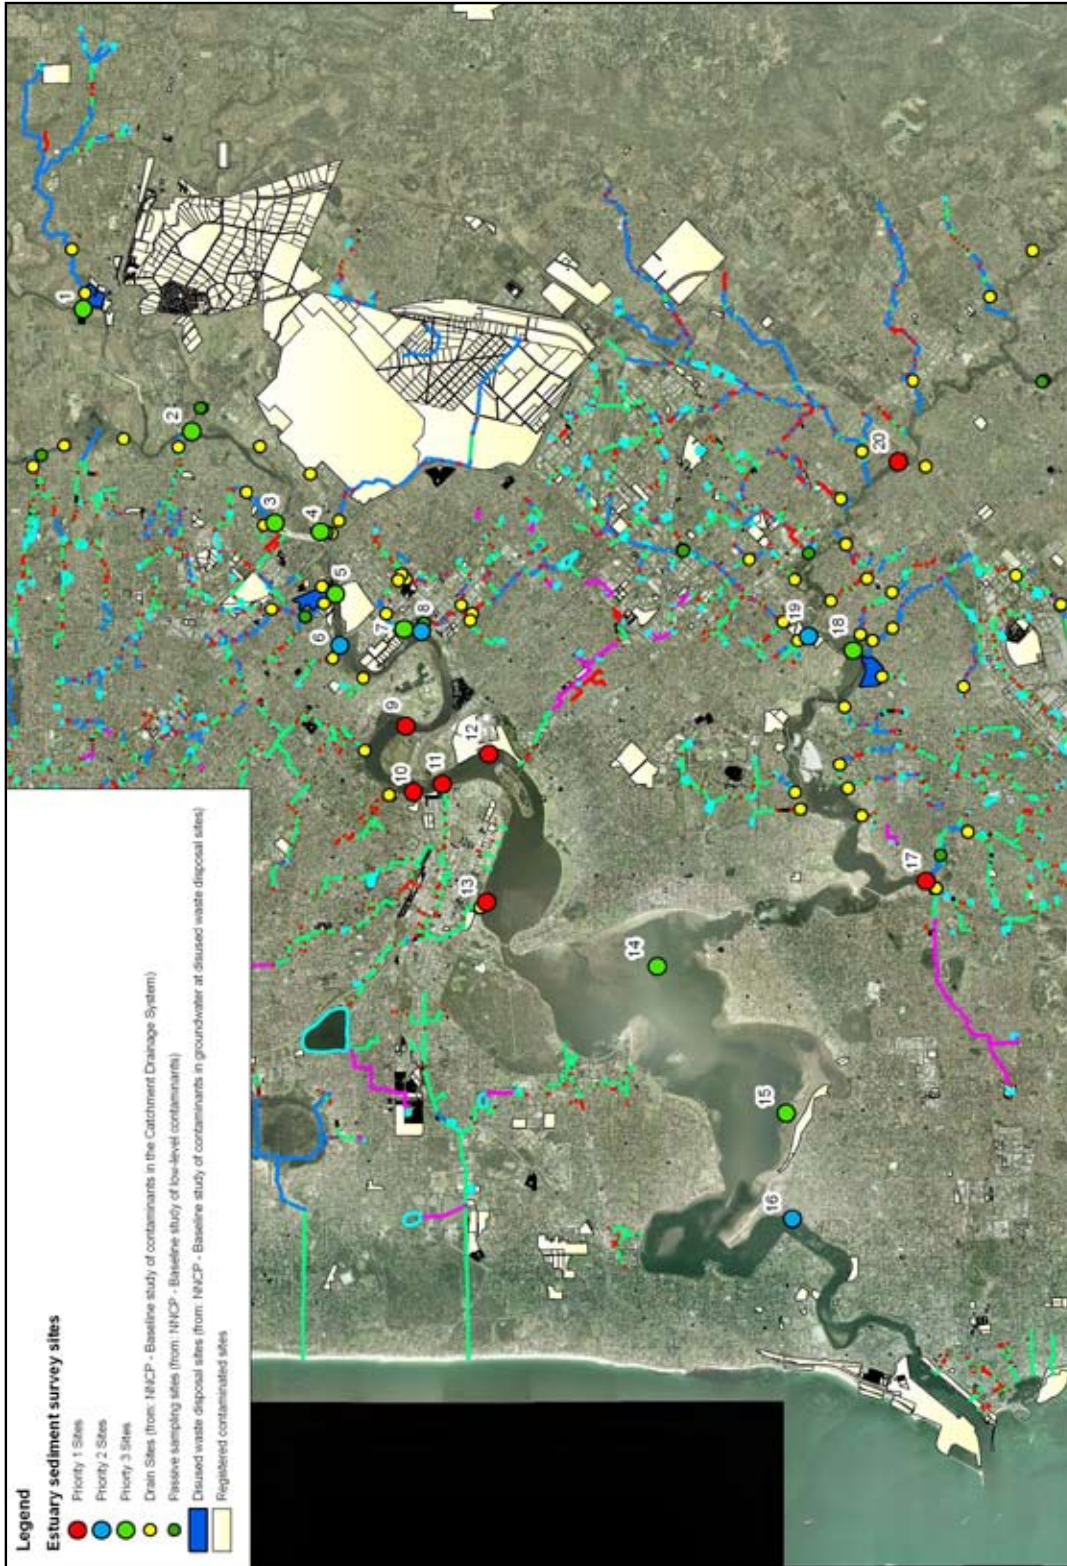 Legend
Estuary sediment survey sites
Priority 1 Sites
Priority 2 Sites
Priorty 3 Sites
Drain Sites (from: NNCP - Baseline study of contaminants in the Catchment Drainage System)
Passive sampling sites (from: NNCP - Baseline study of low-level contaminants)
Disused waste disposal sites (from: NNCP - Baseline study of contaminants in groundwater at disused waste disposal sites)
Registered contaminated sites
1
2
3
4
5
6
7
8
9
10
11
12
13
14
15
16
17
18
19
20